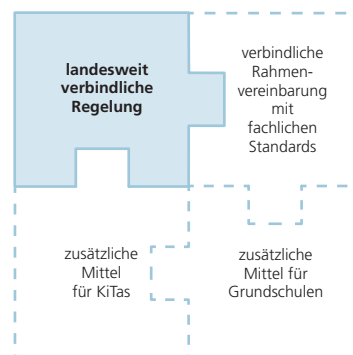 landesweit
verbindliche
Regelung
verbindliche
Rahmen-
vereinbarung
mit
fachlichen
Standards
zusätzliche
Mittel
für KiTas
zusätzliche
Mittel für
Grundschulen